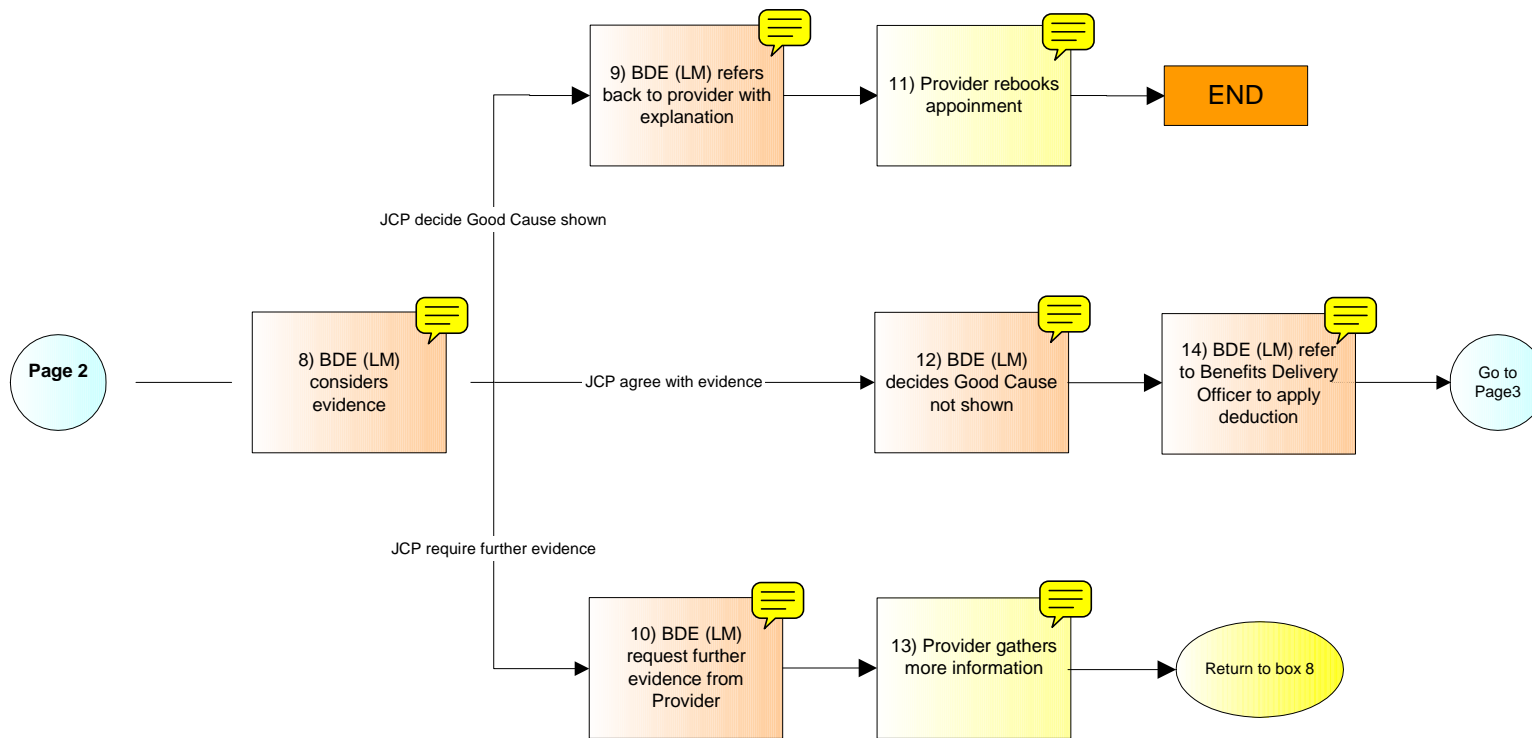 9) BDE (LM) refers
back to provider with
explanation
11) Provider rebooks
appoinment
END
JCP decide Good Cause shown
Page 2
8) BDE (LM)
considers
evidence
JCP agree with evidence
12) BDE (LM)
decides Good Cause
not shown
14) BDE (LM) refer
to Benefits Delivery
Officer to apply
deduction
Go to
Page3
JCP require further evidence
10) BDE (LM)
request further
evidence from
Provider
13) Provider gathers
more information
Return to box 8